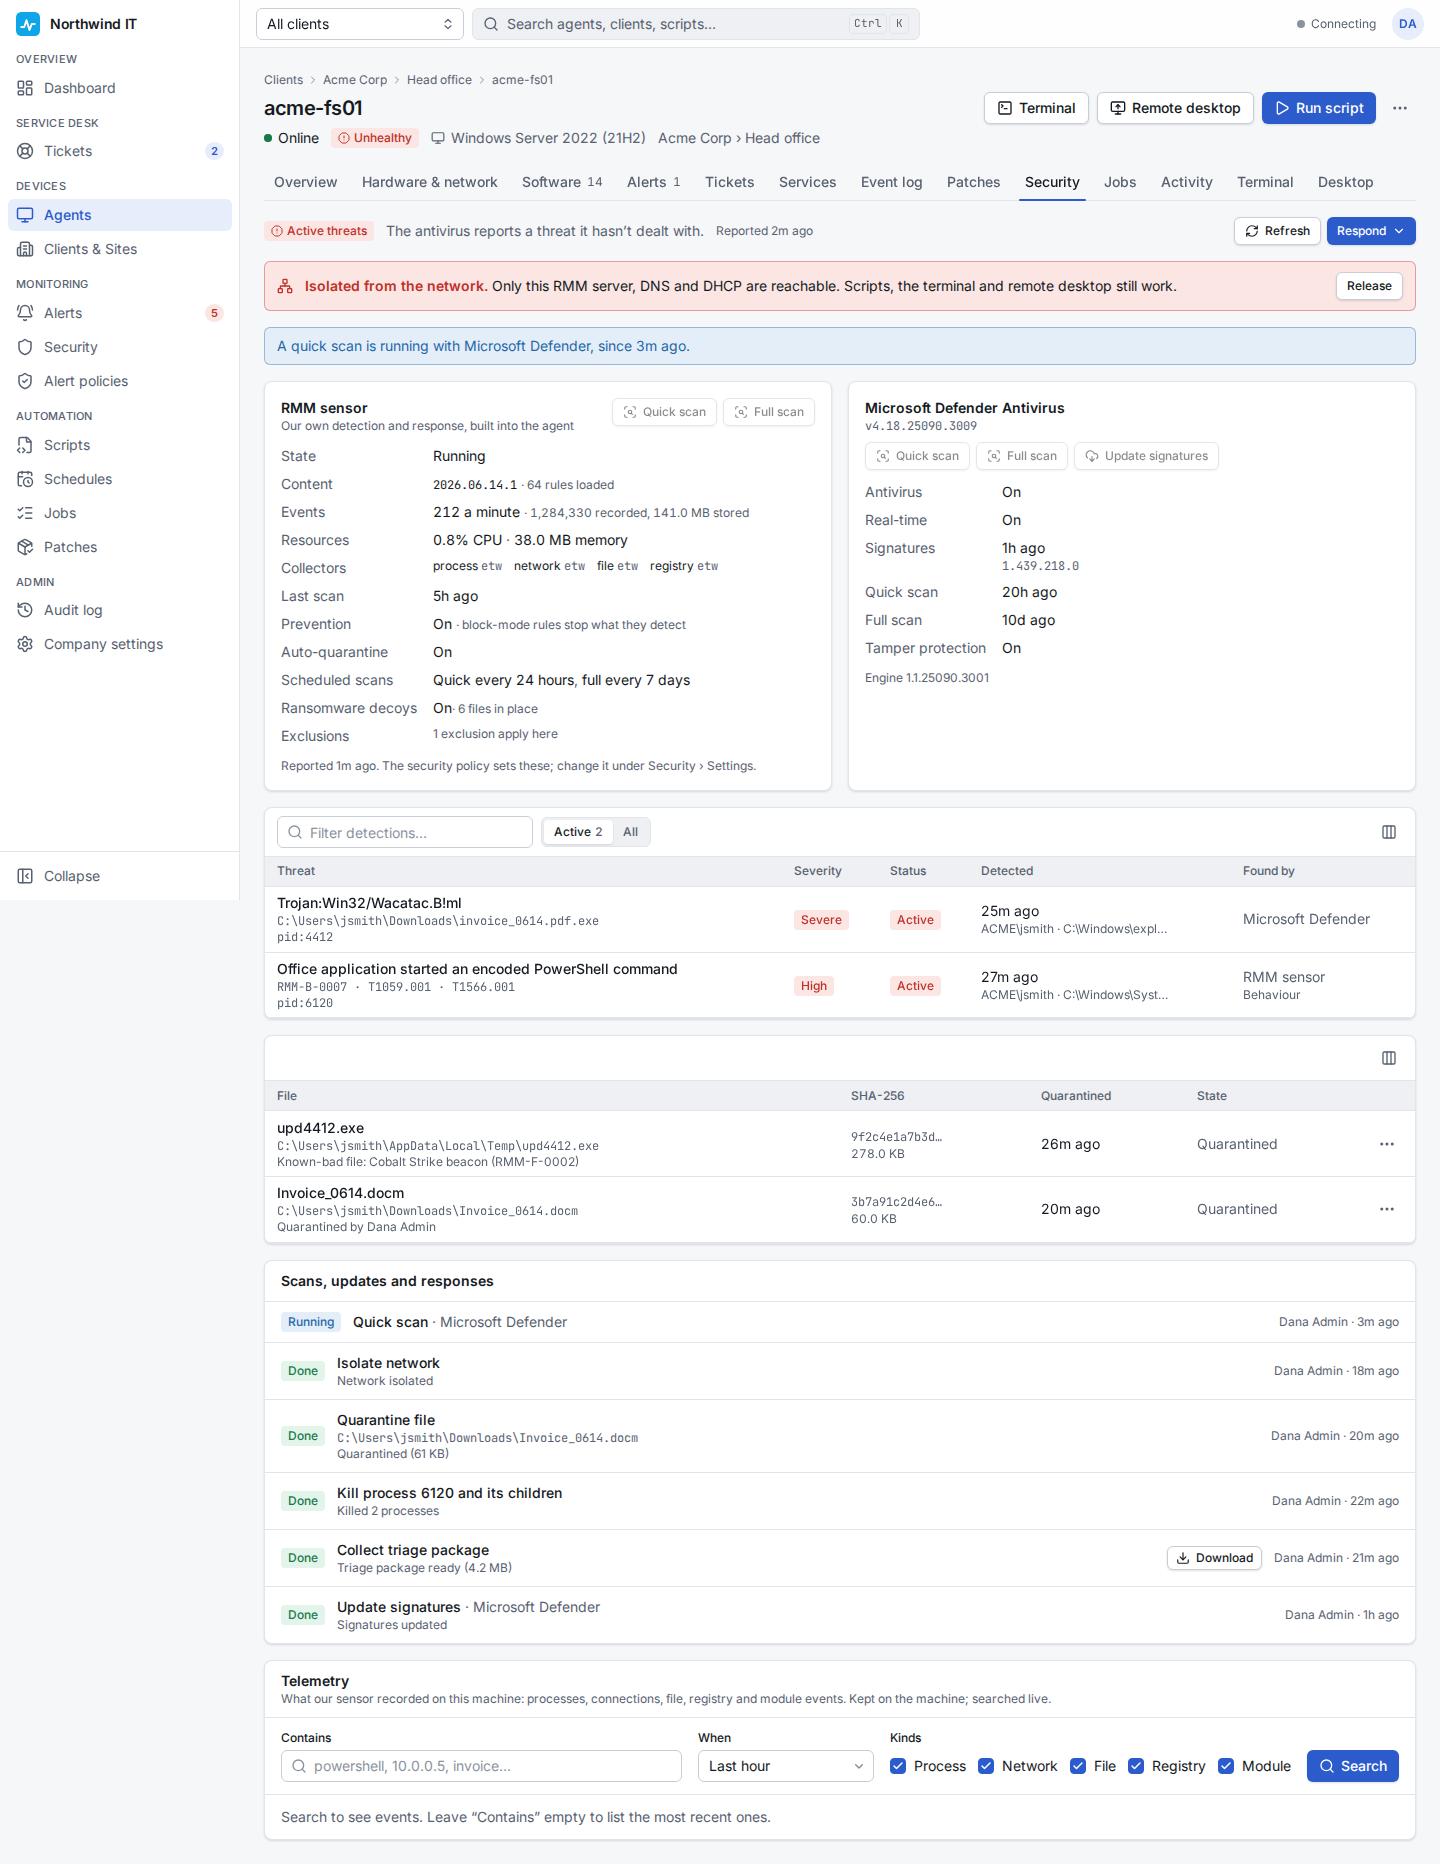 Northwind IT
All clients
Search agents, clients, scripts...
Ctrl K
Connecting
DA
OVERVIEW
Dashboard
SERVICE DESK
Tickets 2
DEVICES
Agents
Clients & Sites
MONITORING
Alerts 5
Security
Alert policies
AUTOMATION
Scripts
Schedules
Jobs
Patches
ADMIN
Audit log
Company settings
Collapse
Clients > Acme Corp > Head office > acme-fs01
acme-fs01
Terminal
Remote desktop
Run script
Online Unhealthy Windows Server 2022 (21H2) Acme Corp › Head office
Overview Hardware & network Software 14 Alerts 1 Tickets Services Event log Patches Security Jobs Activity Terminal Desktop
Active threats The antivirus reports a threat it hasn’t dealt with. Reported 2m ago
Refresh
Respond
Isolated from the network. Only this RMM server, DNS and DHCP are reachable. Scripts, the terminal and remote desktop still work.
Release
A quick scan is running with Microsoft Defender, since 3m ago.
RMM sensor
Our own detection and response, built into the agent
Quick scan
Full scan
State Running
Content 2026.06.14.1 · 64 rules loaded
Events 212 a minute · 1,284,330 recorded, 141.0 MB stored
Resources 0.8% CPU · 38.0 MB memory
Collectors process etw network etw file etw registry etw
Last scan 5h ago
Prevention On · block-mode rules stop what they detect
Auto-quarantine On
Scheduled scans Quick every 24 hours, full every 7 days
Ransomware decoys On· 6 files in place
Exclusions 1 exclusion apply here
Reported 1m ago. The security policy sets these; change it under Security › Settings.
Microsoft Defender Antivirus
v4.18.25090.3009
Quick scan
Full scan
Update signatures
Antivirus On
Real-time On
Signatures 1h ago
1.439.218.0
Quick scan 20h ago
Full scan 10d ago
Tamper protection On
Engine 1.1.25090.3001
Filter detections...
Active 2 All
Threat Severity Status Detected Found by
Trojan:Win32/Wacatac.B!ml
C:\Users\jsmith\Downloads\invoice_0614.pdf.exe
pid:4412
Severe
Active
25m ago
ACME\jsmith · C:\Windows\expl...
Microsoft Defender
Office application started an encoded PowerShell command
RMM-B-0007 · T1059.001 · T1566.001
pid:6120
High
Active
27m ago
ACME\jsmith · C:\Windows\Syst...
RMM sensor
Behaviour
File SHA-256 Quarantined State
upd4412.exe
C:\Users\jsmith\AppData\Local\Temp\upd4412.exe
Known-bad file: Cobalt Strike beacon (RMM-F-0002)
9f2c4e1a7b3d…
278.0 KB
26m ago
Quarantined
Invoice_0614.docm
C:\Users\jsmith\Downloads\Invoice_0614.docm
Quarantined by Dana Admin
3b7a91c2d4e6…
60.0 KB
20m ago
Quarantined
Scans, updates and responses
Running Quick scan · Microsoft Defender Dana Admin · 3m ago
Done Isolate network
Network isolated
Dana Admin · 18m ago
Done Quarantine file
C:\Users\jsmith\Downloads\Invoice_0614.docm
Quarantined (61 KB)
Dana Admin · 20m ago
Done Kill process 6120 and its children
Killed 2 processes
Dana Admin · 22m ago
Done Collect triage package
Triage package ready (4.2 MB)
Download
Dana Admin · 21m ago
Done Update signatures · Microsoft Defender
Signatures updated
Dana Admin · 1h ago
Telemetry
What our sensor recorded on this machine: processes, connections, file, registry and module events. Kept on the machine; searched live.
Contains When Kinds
powershell, 10.0.0.5, invoice...
Last hour
Process Network File Registry Module
Search
Search to see events. Leave “Contains” empty to list the most recent ones.